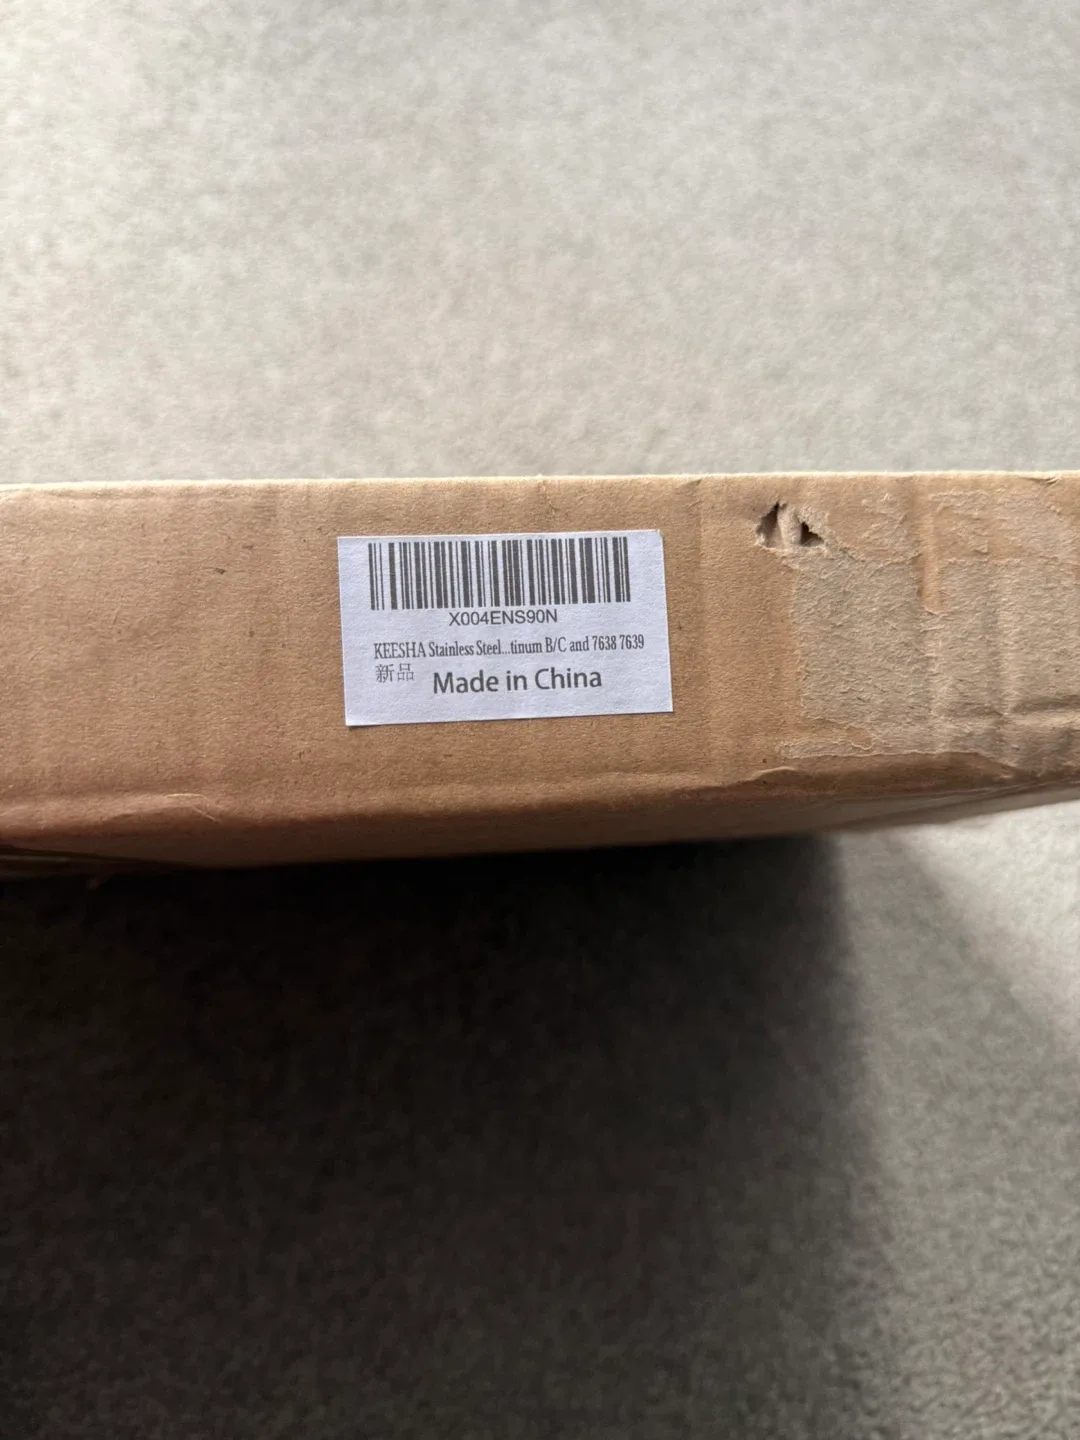 X004ENS90N
KEESHA Stainless Steel...tinum B/C and 7638 7639
新品
Made in China